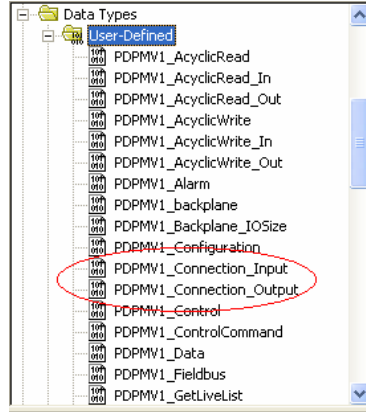 Data Types
User-Defined
PDPMV1_AcyclicRead
PDPMV1_AcyclicRead_In
PDPMV1_AcyclicRead_Out
PDPMV1_AcyclicWrite
PDPMV1_AcyclicWrite_In
PDPMV1_AcyclicWrite_Out
PDPMV1_Alarm
PDPMV1_backplane
PDPMV1_Backplane_IOSize
PDPMV1_Configuration
PDPMV1_Connection_Input
PDPMV1_Connection_Output
PDPMV1_Control
PDPMV1_ControlCommand
PDPMV1_Data
PDPMV1_Fieldbus
PDPMV1_GetLiveList